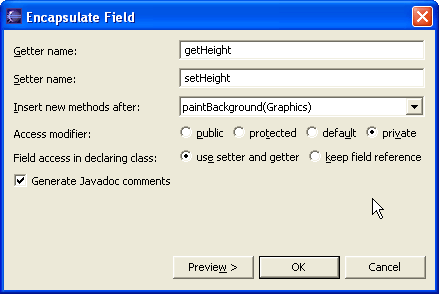 Encapsulate Field
Getter name: getHeight
Setter name: setHeight
Insert new methods after: paintBackground(Graphics)
Access modifier: public protected default private
Field access in declaring class: use setter and getter keep field reference
Generate Javadoc comments
Preview > OK Cancel